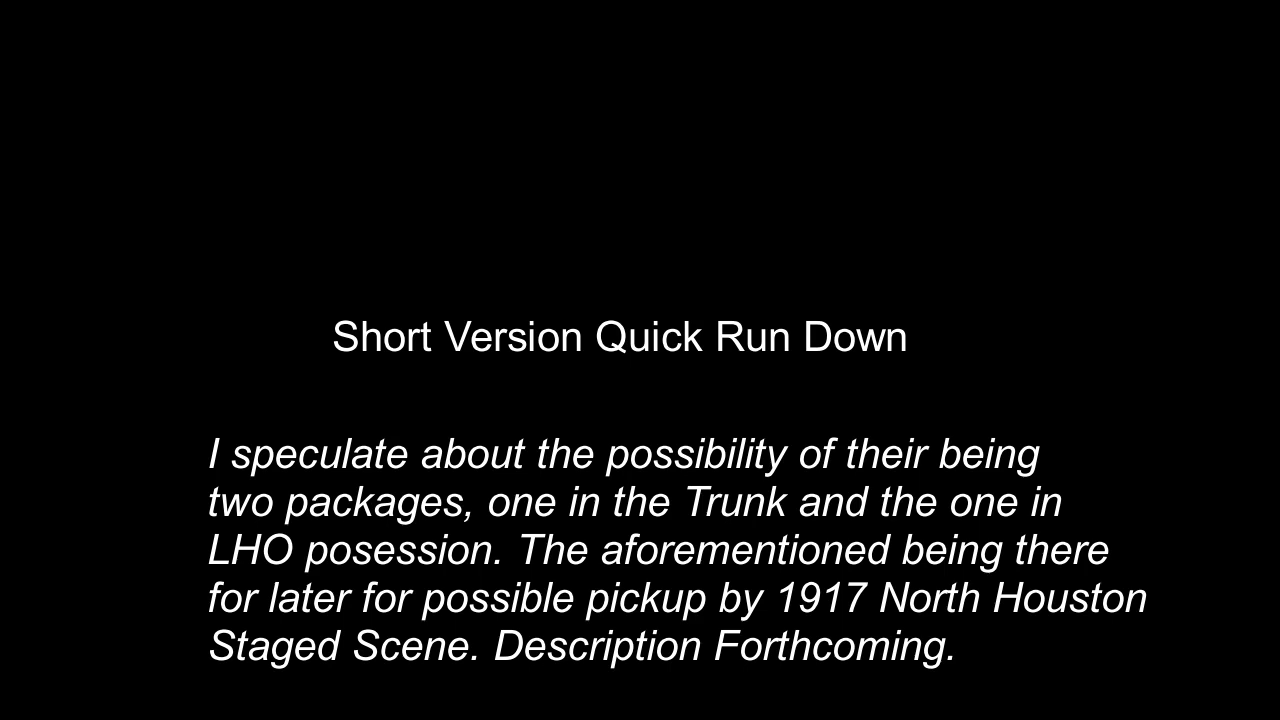 Short Version Quick Run Down
I speculate about the possibility of their being
two packages, one in the Trunk and the one in
LHO posession. The aforementioned being there
for later for possible pickup by 1917 North Houston
Staged Scene. Description Forthcoming.